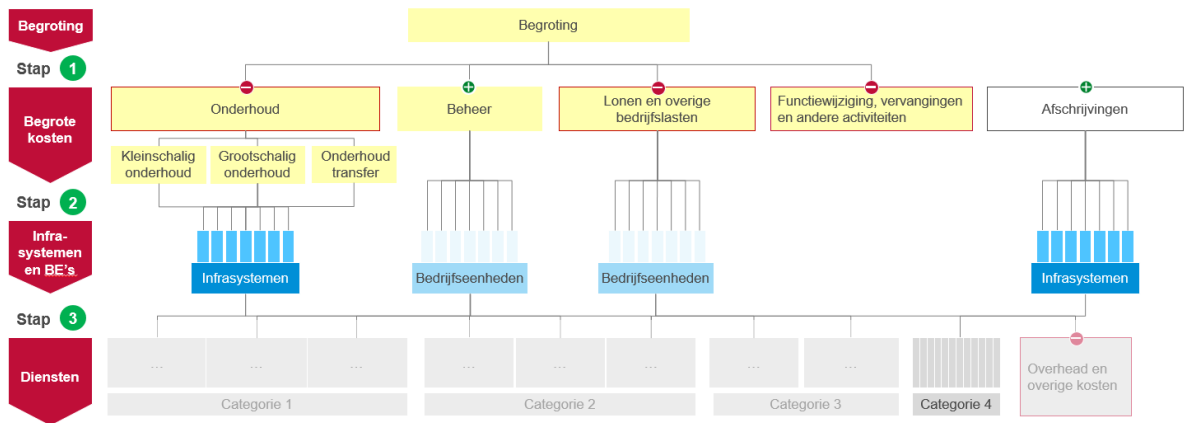 Begroting
Begroting
Stap 1
Begrote
kosten
Onderhoud
Beheer
Lonen en overige
bedrijfslasten
Functiewijziging, vervangingen
en andere activiteiten
Afschrijvingen
Kleinschalig
onderhoud
Grootschalig
onderhoud
Onderhoud
transfer
Stap 2
Infra-
systemen
en BE's
Infrasystemen
Bedrijfseenheden
Bedrijfseenheden
Infrasystemen
Stap 3
Diensten
...
...
...
...
...
...
...
...
Overhead en
overige kosten
Categorie 1
Categorie 2
Categorie 3
Categorie 4